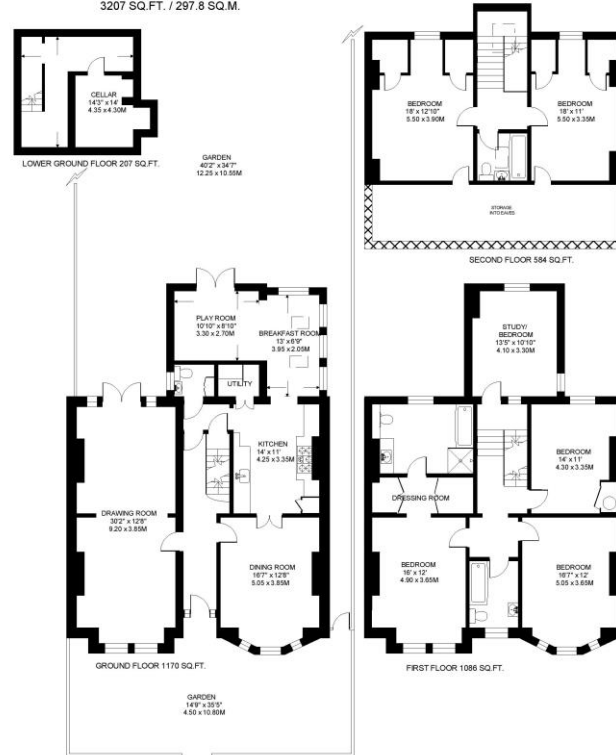 3207 SQ.FT. / 297.8 SQ.M.
CELLAR
14'3" x 14'
4.35 x 4.30M
LOWER GROUND FLOOR 207 SQ.FT.
GARDEN
40'2" x 34'7"
12.25 x 10.55M
BEDROOM
18' x 12'10"
5.50 x 3.90M
BEDROOM
18' x 11'
5.50 x 3.35M
STORAGE
INTO EAVES
SECOND FLOOR 584 SQ.FT.
PLAY ROOM
10'10" x 8'10"
3.30 x 2.70M
BREAKFAST ROOM
13' x 6'9"
3.95 x 2.05M
UTILITY
KITCHEN
14' x 11'
4.25 x 3.35M
DRAWING ROOM
30'2" x 12'8"
9.20 x 3.85M
DINING ROOM
16'7" x 12'8"
5.05 x 3.85M
GROUND FLOOR 1170 SQ.FT.
GARDEN
14'9" x 35'5"
4.50 x 10.80M
STUDY/
BEDROOM
13'5" x 10'10"
4.10 x 3.30M
BEDROOM
14' x 11'
4.30 x 3.35M
DRESSING ROOM
BEDROOM
16' x 12'
4.90 x 3.65M
BEDROOM
16'7" x 12'
5.05 x 3.65M
FIRST FLOOR 1086 SQ.FT.